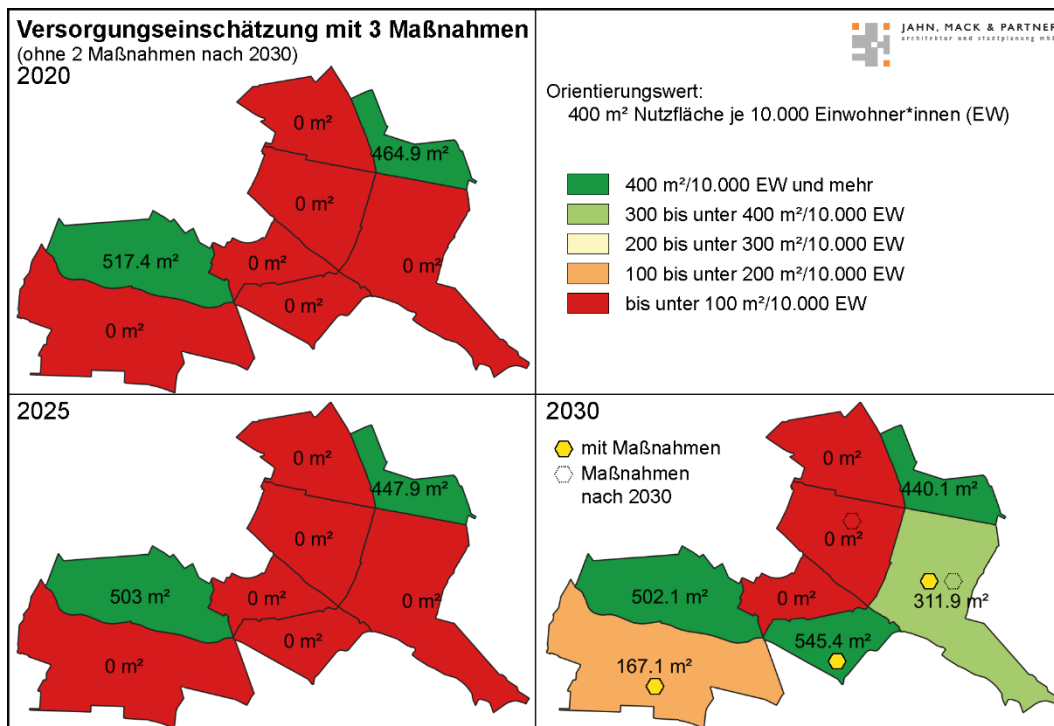 Versorgungseinschätzung mit 3 Maßnahmen
(ohne 2 Maßnahmen nach 2030)
2020
0 m²
464.9 m²
0 m²
517.4 m²
0 m²
0 m²
0 m²
0 m²
JAHN, MACK & PARTNER
architektur und stadtplanung mbB
Orientierungswert:
400 m² Nutzfläche je 10.000 Einwohner*innen (EW)
400 m²/10.000 EW und mehr
300 bis unter 400 m²/10.000 EW
200 bis unter 300 m²/10.000 EW
100 bis unter 200 m²/10.000 EW
bis unter 100 m²/10.000 EW
2025
0 m²
447.9 m²
0 m²
503 m²
0 m²
0 m²
0 m²
0 m²
2030
mit Maßnahmen
Maßnahmen
nach 2030
0 m²
440.1 m²
0 m²
502.1 m²
0 m²
311.9 m²
545.4 m²
167.1 m²